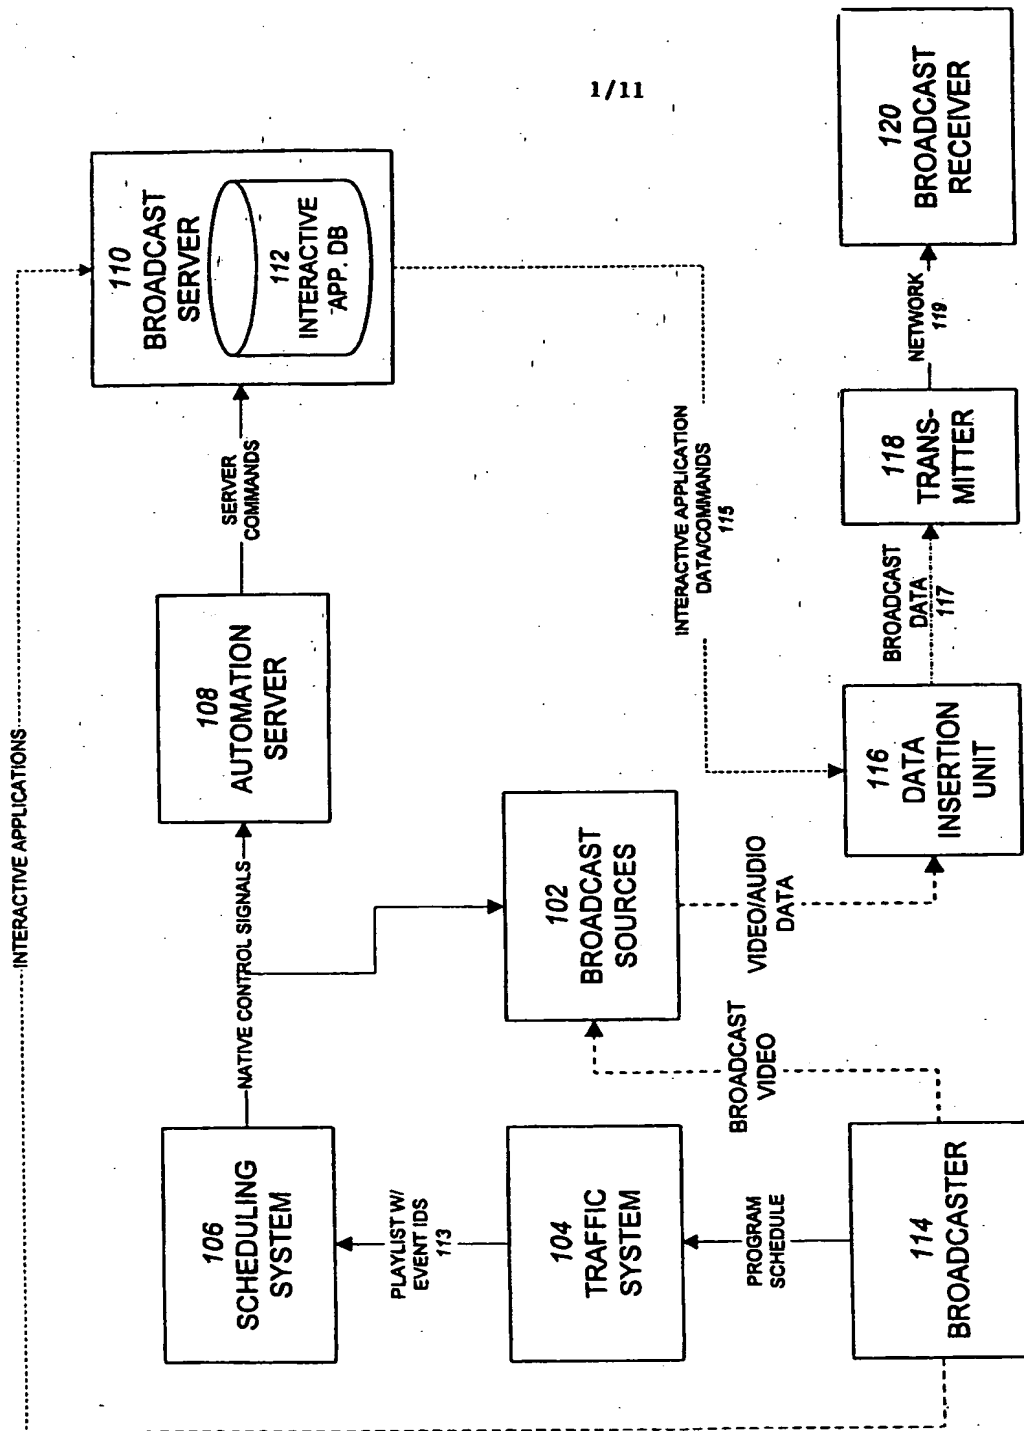 1/11
INTERACTIVE APPLICATIONS
106
SCHEDULING
SYSTEM
NATIVE CONTROL SIGNALS
108
AUTOMATION
SERVER
SERVER
COMMANDS
110
BROADCAST
SERVER
112
INTERACTIVE
APP. DB
PLAYLIST W/
EVENT IDS
113
104
TRAFFIC
SYSTEM
102
BROADCAST
SOURCES
INTERACTIVE APPLICATION
DATA/COMMANDS
115
PROGRAM
SCHEDULE
BROADCAST
VIDEO
VIDEO/AUDIO
DATA
114
BROADCASTER
116
DATA
INSERTION
UNIT
BROADCAST
DATA
117
118
TRANS-
MITTER
NETWORK
119
120
BROADCAST
RECEIVER